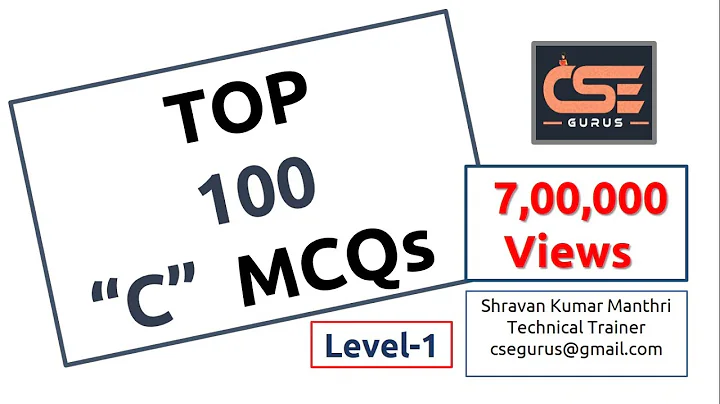 TOP
100
“C” MCQs
CSE
GURUS
7,00,000
Views
Shravan Kumar Manthri
Technical Trainer
csegurus@gmail.com
Level-1